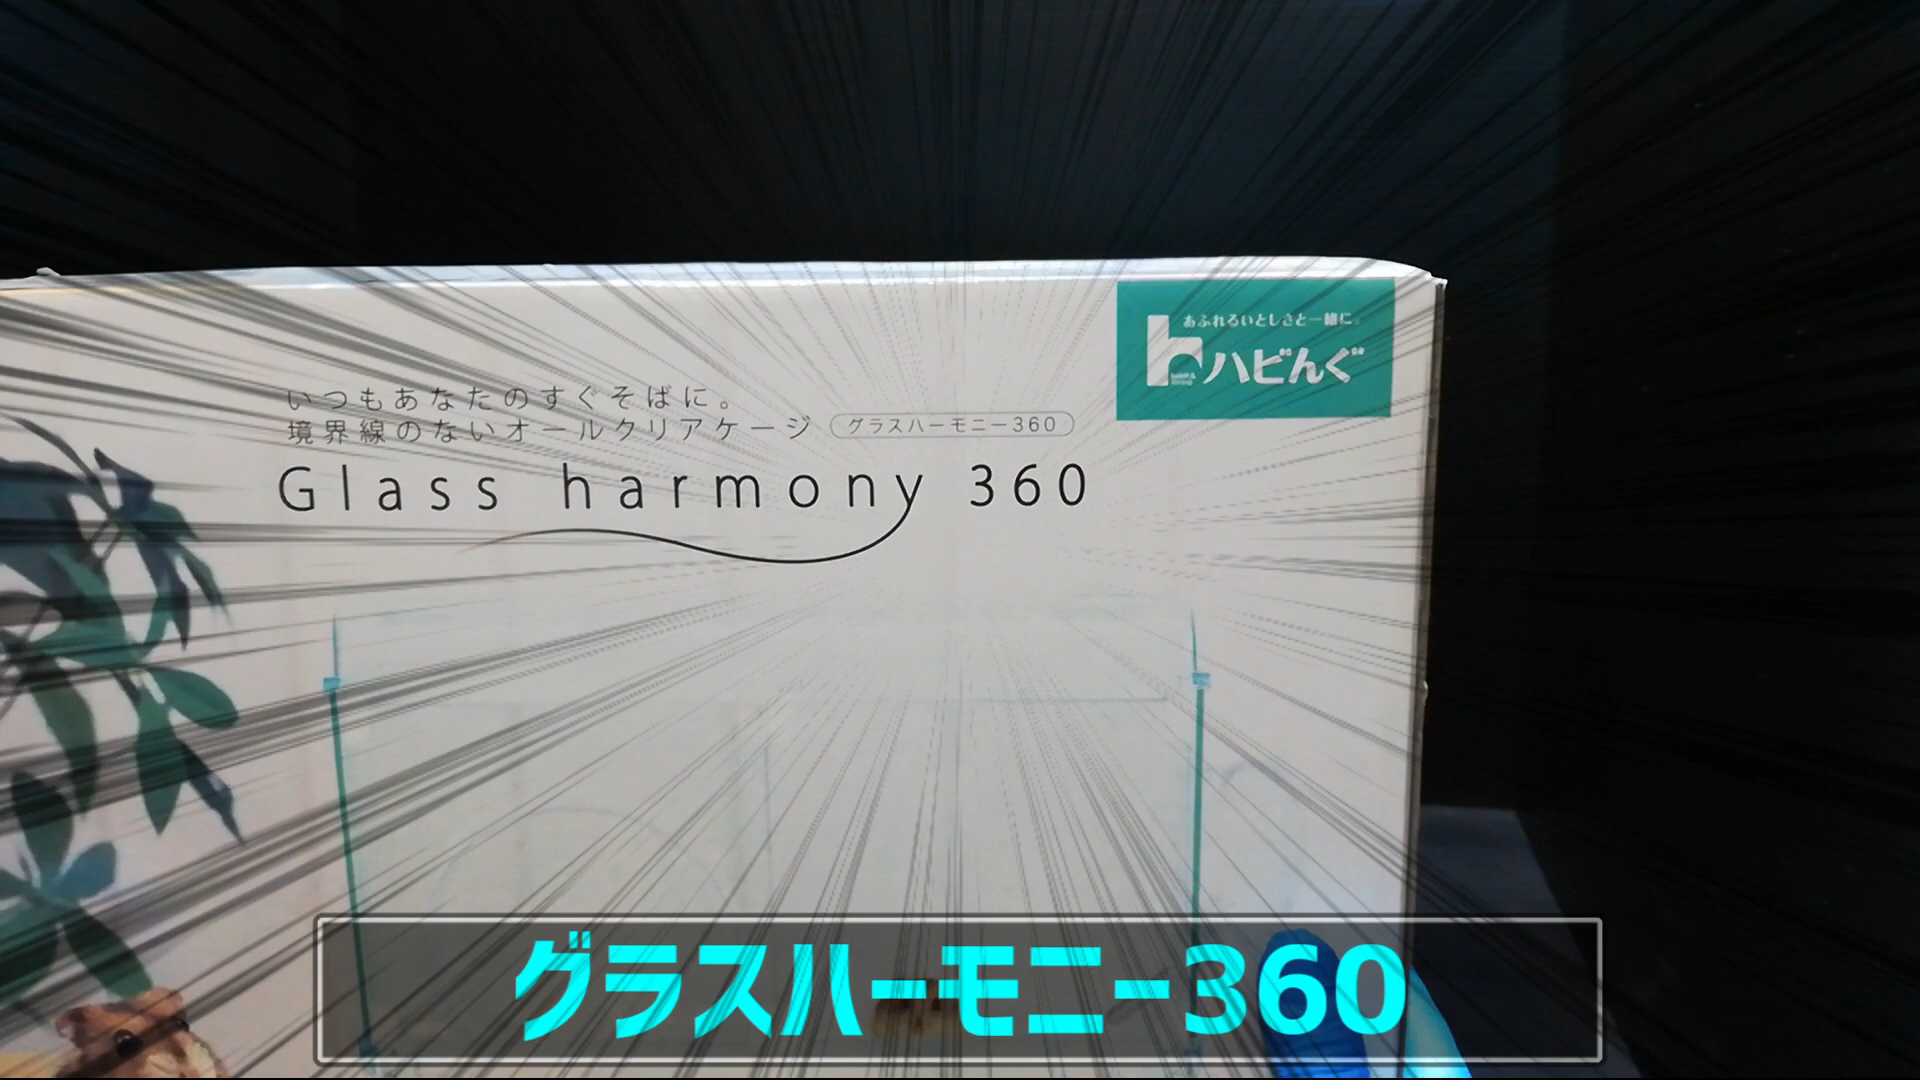 あふれるいとしさと一緒に。
ハビんぐ
いつもあなたのすぐそばに。
境界線のないオールクリアケージ グラスハーモニー360
Glass harmony 360
グラスハーモニー360